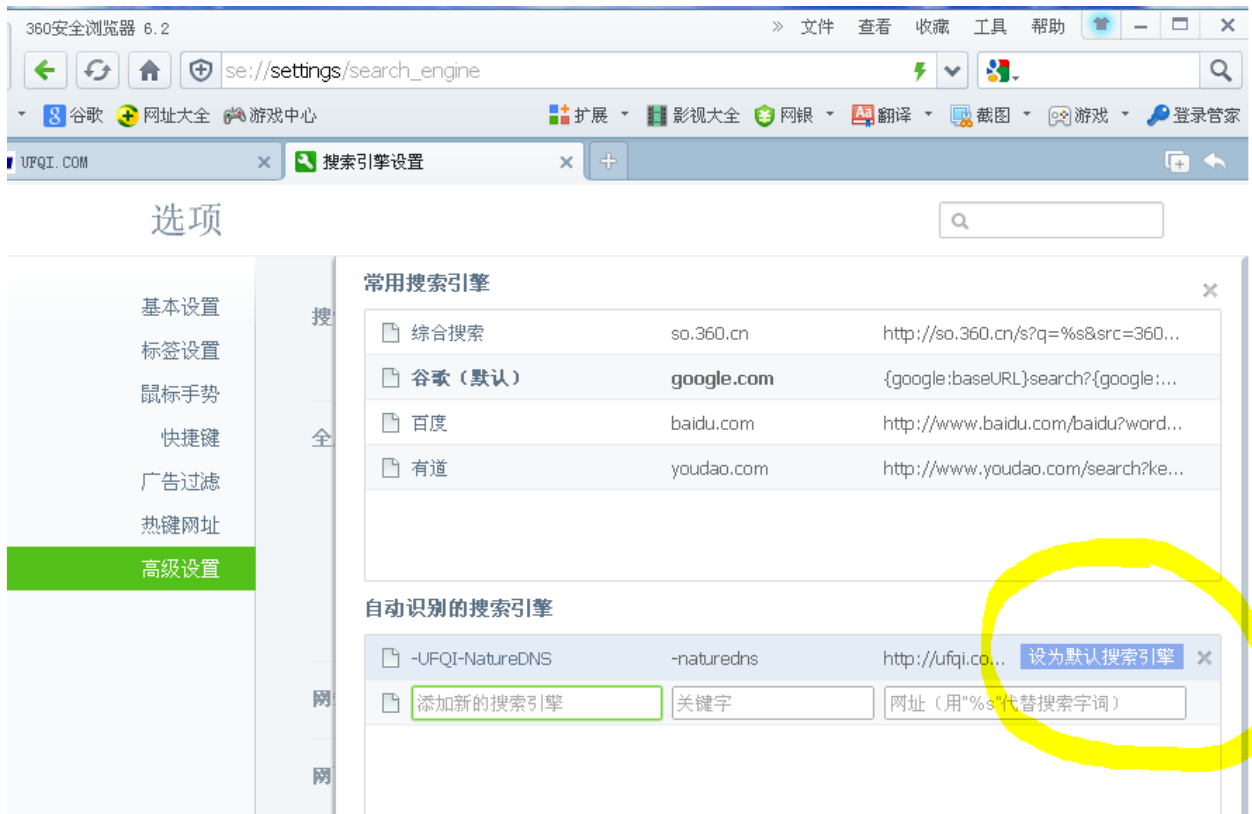 360安全浏览器 6.2
» 文件 查看 收藏 工具 帮助
se://settings/search_engine
谷歌 网址大全 游戏中心 扩展 影视大全 网银 翻译 截图 游戏 登录管家
UFQI.COM 搜索引擎设置
选项
基本设置
标签设置
鼠标手势
快捷键
广告过滤
热键网址
高级设置
搜
全
网
网
常用搜索引擎
综合搜索 so.360.cn http://so.360.cn/s?q=%s&src=360...
谷歌（默认） google.com {google:baseURL}search?{google:...
百度 baidu.com http://www.baidu.com/baidu?word...
有道 youdao.com http://www.youdao.com/search?ke...
自动识别的搜索引擎
-UFQI-NatureDNS -naturedns http://ufqi.co... 设为默认搜索引擎
添加新的搜索引擎 关键字 网址（用"%s"代替搜索字词）